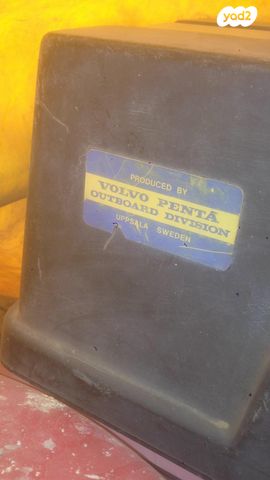 yad2
PRODUCED BY
VOLVO PENTA
OUTBOARD DIVISION
UPPSALA SWEDEN